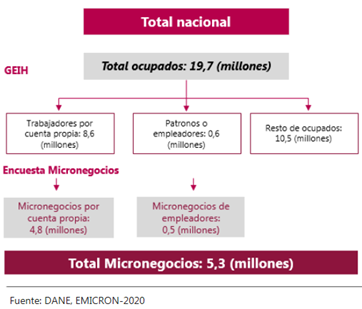 Total nacional
GEIH
Total ocupados: 19,7 (millones)
Trabajadores por
cuenta propia: 8,6
(millones)
Patronos o
empleadores: 0,6
(millones)
Resto de ocupados:
10,5 (millones)
Encuesta Micronegocios
Micronegocios por
cuenta propia:
4,8 (millones)
Micronegocios de
empleadores:
0,5 (millones)
Total Micronegocios: 5,3 (millones)
Fuente: DANE, EMICRON-2020